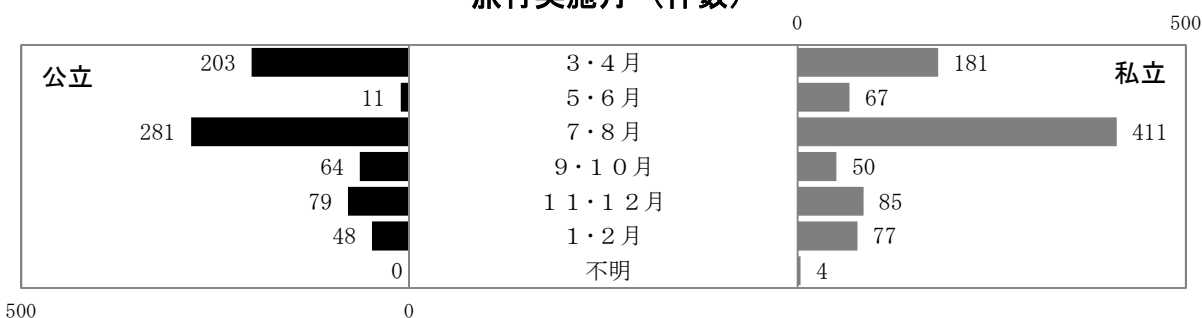 旅行実施月（件数）
0 500
公立 203 3・4月 181 私立
11 5・6月 67
281 7・8月 411
64 9・10月 50
79 11・12月 85
48 1・2月 77
0 不明 4
500 0